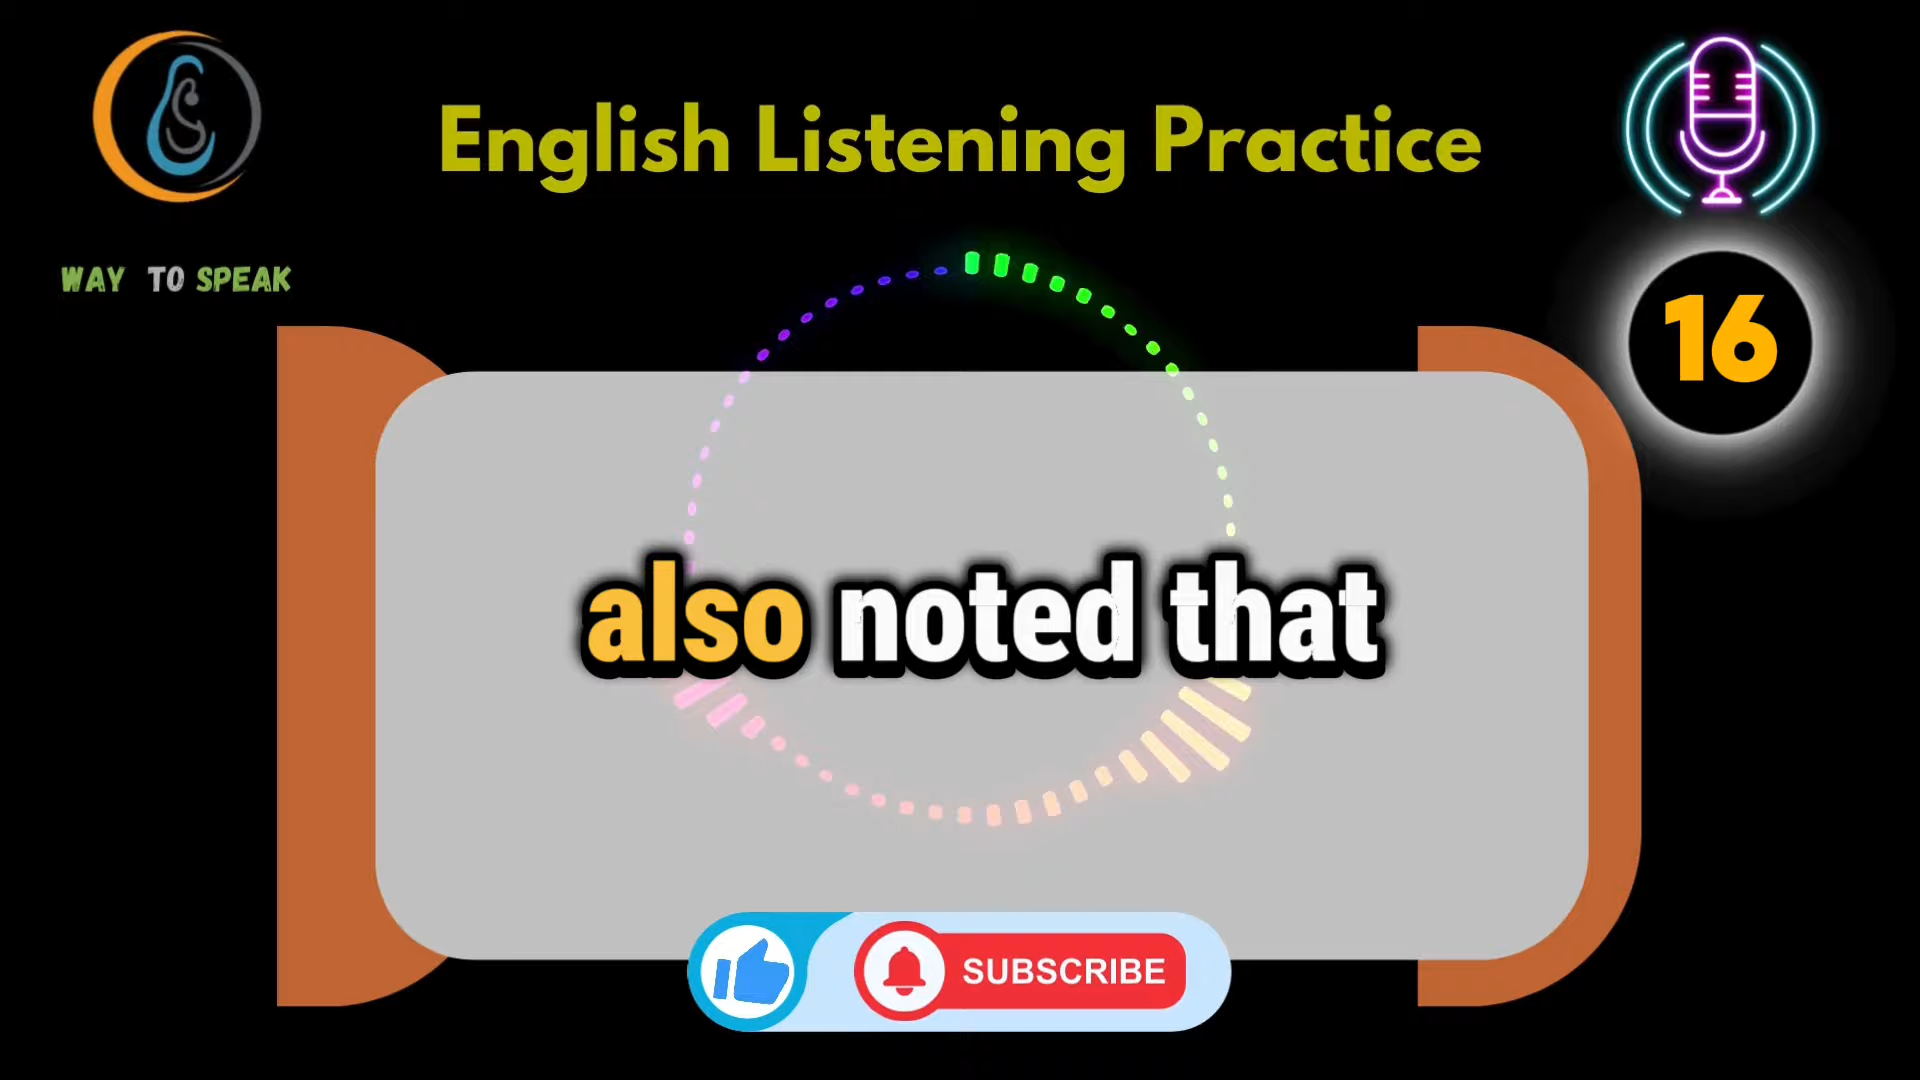 English Listening Practice
WAY TO SPEAK
16
also noted that
SUBSCRIBE